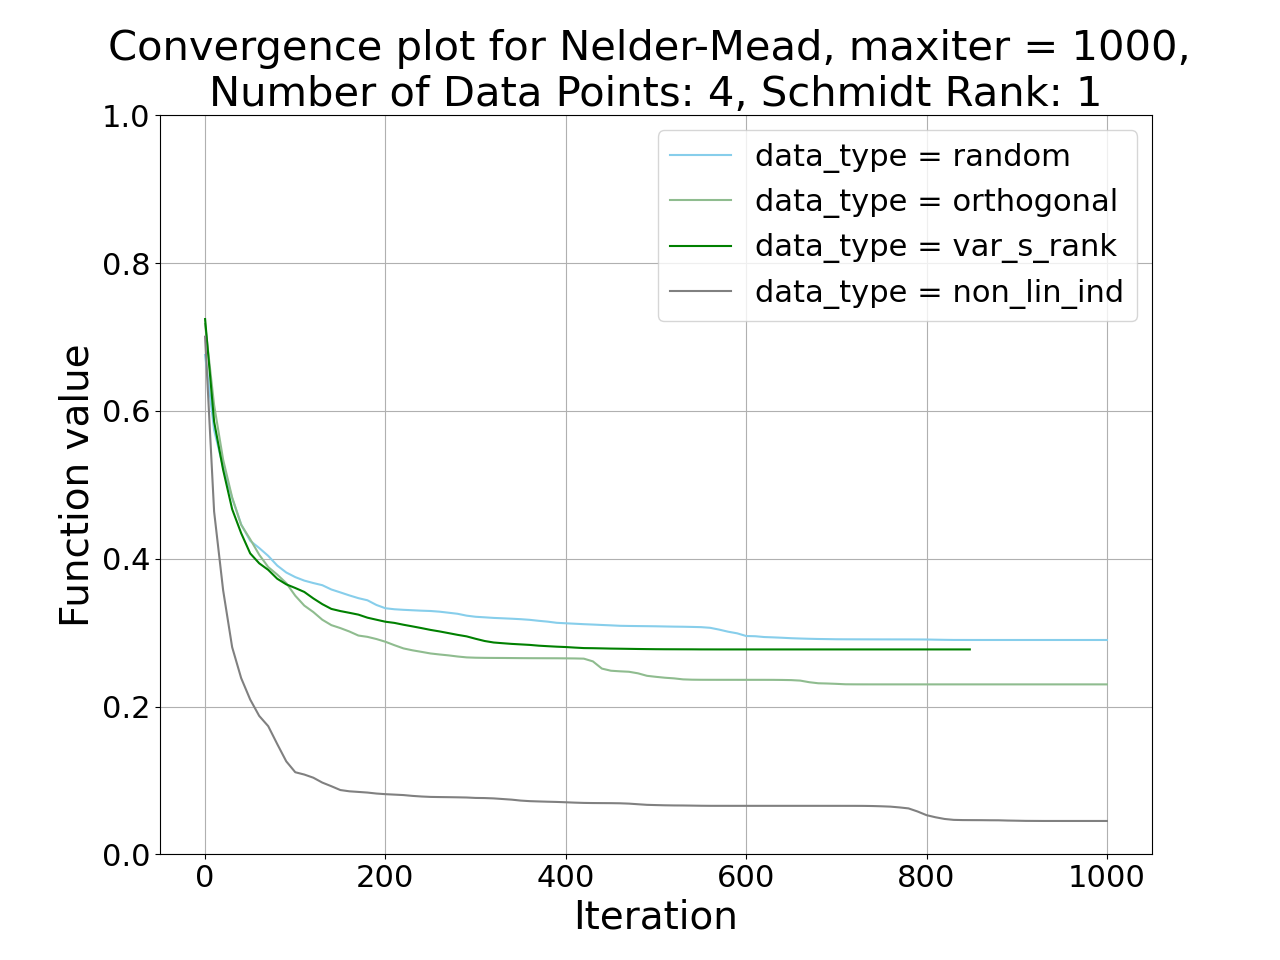 Convergence plot for Nelder-Mead, maxiter = 1000,
Number of Data Points: 4, Schmidt Rank: 1
1.0
0.8
0.6
0.4
0.2
0.0
Function value
data_type = random
data_type = orthogonal
data_type = var_s_rank
data_type = non_lin_ind
0 200 400 600 800 1000
Iteration